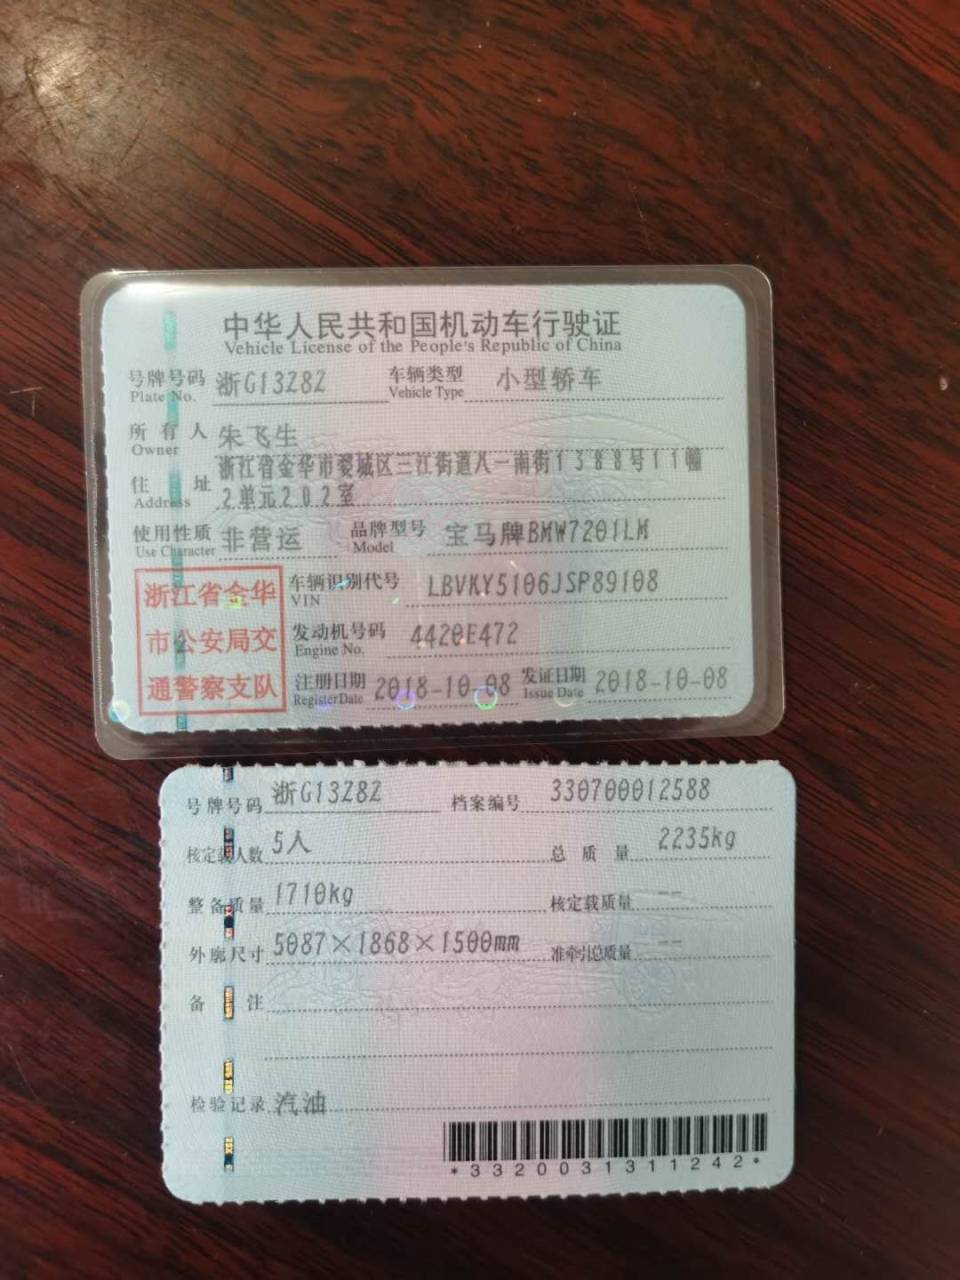 中华人民共和国机动车行驶证
Vehicle License of the People's Republic of China
号牌号码 浙G13Z8Z 车辆类型 小型轿车
Plate No. Vehicle Type
所有人 朱飞生
Owner
浙江省金华市婺城区三江街道八一南街1388号11幢
住址 2单元202室
Address
使用性质 非营运 品牌型号 宝马牌BMW7201LM
Use Character Model
浙江省金华 车辆识别代号 LBVKY5106JSP89108
VIN
市公安局交 发动机号码 4420E472
Engine No.
通警察支队 注册日期 2018-10-08 发证日期 2018-10-08
Register Date Issue Date
号牌号码 浙G13Z8Z 档案编号 330700012588
核定载人数 5人 总质量 2235kg
整备质量 1710kg 核定载质量 --
外廓尺寸 5087×1868×1500mm 准牵引总质量 --
备注
检验记录 汽油
*3320031311242*